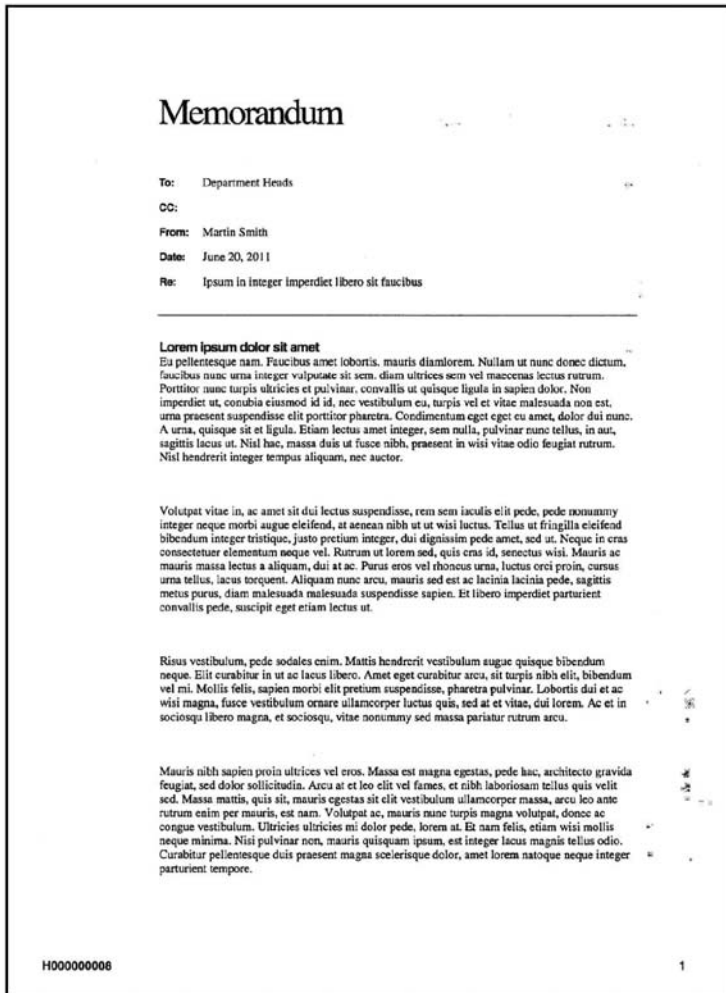 Memorandum
To: Department Heads
CC:
From: Martin Smith
Date: June 20, 2011
Re: Ipsum in integer imperdiet libero sit faucibus
Lorem ipsum dolor sit amet
Eu pellentesque nam. Faucibus amet lobortis, mauris diamlorem. Nullam ut nunc donec dictum,
faucibus nunc urna integer vulputate sit sem, diam ultrices sem vel maecenas lectus rutrum.
Porttitor nunc turpis ultricies et pulvinar, convallis ut quisque ligula in sapien dolor. Non
imperdiet ut, conubia eiusmod id id, nec vestibulum eu, turpis vel et vitae malesuada non est,
urna praesent suspendisse elit porttitor pharetra. Condimentum eget eget eu amet, dolor dui nunc.
A urna, quisque sit et ligula. Etiam lectus amet integer, sem nulla, pulvinar nunc tellus, in aut,
sagittis lacus ut. Nisl hac, massa duis ut fusce nibh, praesent in wisi vitae odio feugiat rutrum.
Nisl hendrerit integer tempus aliquam, nec auctor.
Volutpat vitae in, ac amet sit dui lectus suspendisse, rem sem iaculis elit pede, pede nonummy
integer neque morbi augue eleifend, at aenean nibh ut ut wisi luctus. Tellus ut fringilla eleifend
bibendum integer tristique, justo pretium integer, dui dignissim pede amet, sed ut. Neque in cras
consectetuer elementum neque vel. Rutrum ut lorem sed, quis cras id, senectus wisi. Mauris ac
mauris massa lectus a aliquam, dui at ac. Purus eros vel rhoncus urna, luctus orci proin, cursus
urna tellus, lacus torquent. Aliquam nunc arcu, mauris sed est ac lacinia lacinia pede, sagittis
metus purus, diam malesuada malesuada suspendisse sapien. Et libero imperdiet parturient
convallis pede, suscipit eget etiam lectus ut.
Risus vestibulum, pede sodales enim. Mattis hendrerit vestibulum augue quisque bibendum
neque. Elit curabitur in ut ac lacus libero. Amet eget curabitur arcu, sit turpis nibh elit, bibendum
vel mi. Mollis felis, sapien morbi elit pretium suspendisse, pharetra pulvinar. Lobortis dui et ac
wisi magna, fusce vestibulum ornare ullamcorper luctus quis, sed at et vitae, dui lorem. Ac et in
sociosqu libero magna, et sociosqu, vitae nonummy sed massa pariatur rutrum arcu.
Mauris nibh sapien proin ultrices vel eros. Massa est magna egestas, pede hac, architecto gravida
feugiat, sed dolor sollicitudin. Arcu at et leo elit vel fames, et nibh laboriosam tellus quis velit
sed. Massa mattis, quis sit, mauris egestas sit elit vestibulum ullamcorper massa, arcu leo ante
rutrum enim per mauris, est nam. Volutpat ac, mauris nunc turpis magna volutpat, donec ac
congue vestibulum. Ultricies ultricies mi dolor pede, lorem at. Et nam felis, etiam wisi mollis
neque minima. Nisi pulvinar non, mauris quisquam ipsum, est integer lacus magnis tellus odio.
Curabitur pellentesque duis praesent magna scelerisque dolor, amet lorem natoque neque integer
parturient tempore.
H000000006 1